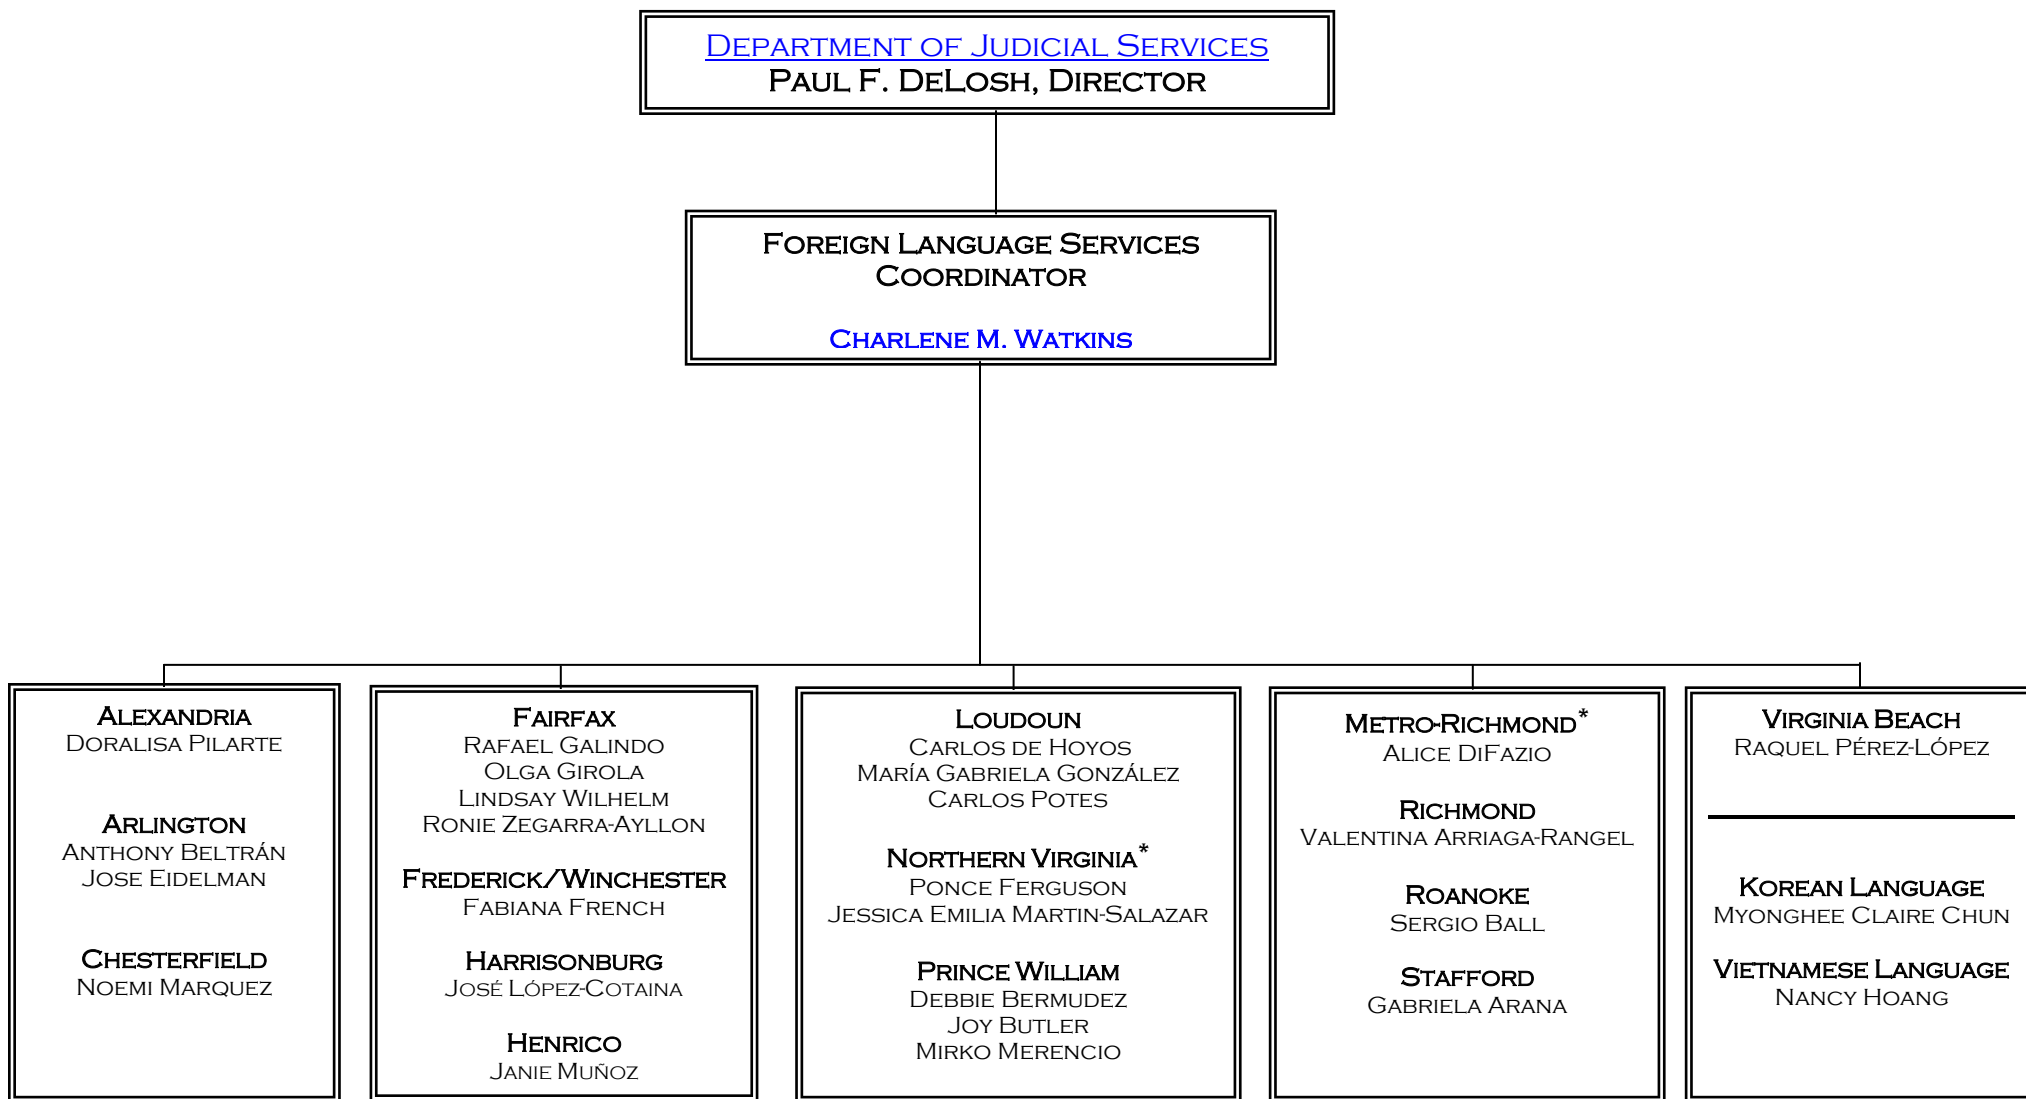 Department of Judicial Services
Paul F. DeLosh, Director
Foreign Language Services
Coordinator
Charlene M. Watkins
Alexandria
Doralisa Pilarte
Arlington
Anthony Beltrán
Jose Eidelman
Chesterfield
Noemi Marquez
Fairfax
Rafael Galindo
Olga Girola
Lindsay Wilhelm
Ronie Zegarra-Ayllon
Frederick/Winchester
Fabiana French
Harrisonburg
José López-Cotaina
Henrico
Janie Muñoz
Loudoun
Carlos de Hoyos
María Gabriela González
Carlos Potes
Northern Virginia*
Ponce Ferguson
Jessica Emilia Martin-Salazar
Prince William
Debbie Bermudez
Joy Butler
Mirko Merencio
Metro-Richmond*
Alice DiFazio
Richmond
Valentina Arriaga-Rangel
Roanoke
Sergio Ball
Stafford
Gabriela Arana
Virginia Beach
Raquel Pérez-López
Korean Language
Myonghee Claire Chun
Vietnamese Language
Nancy Hoang